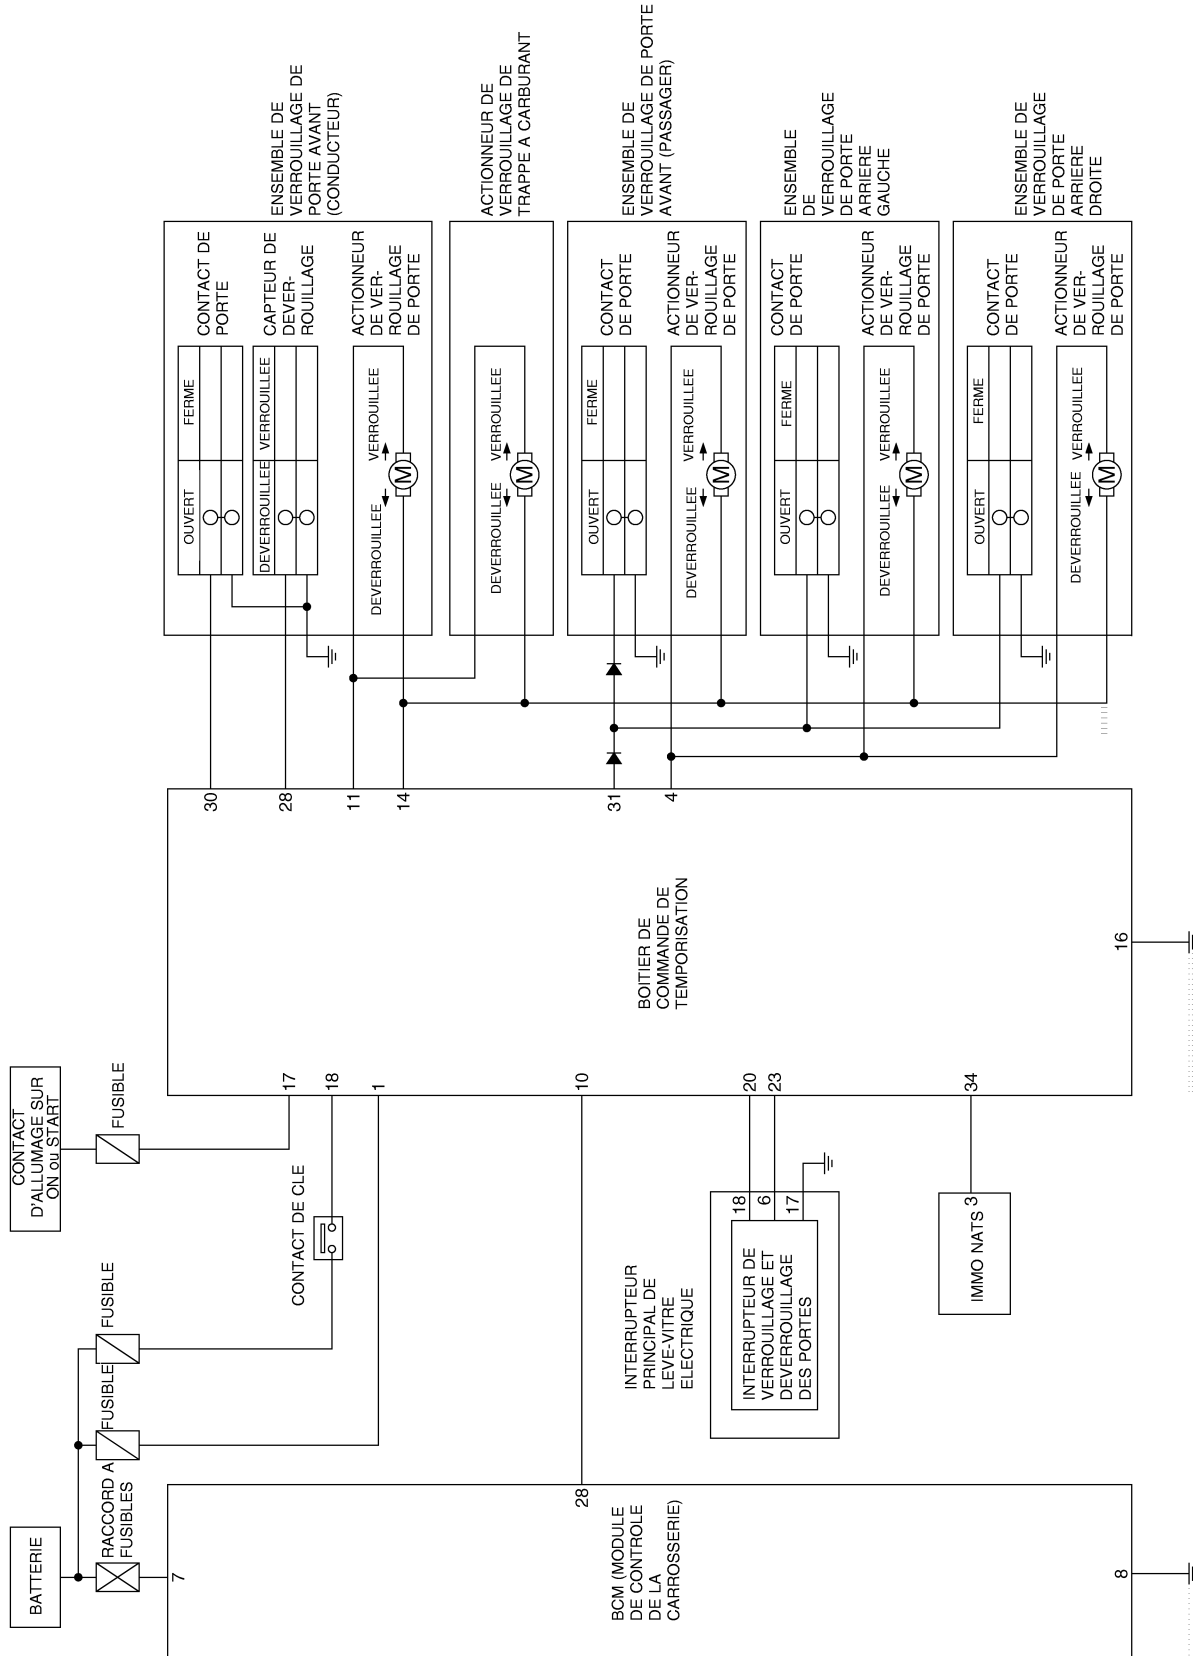 BATTERIE
RACCORD A
FUSIBLES
FUSIBLE
FUSIBLE
CONTACT
D'ALLUMAGE SUR
ON ou START
FUSIBLE
CONTACT DE CLE
7
BCM (MODULE
DE CONTROLE
DE LA
CARROSSERIE)
28
8
INTERRUPTEUR
PRINCIPAL DE
LEVE-VITRE
ELECTRIQUE
INTERRUPTEUR DE
VERROUILLAGE ET
DEVERROUILLAGE
DES PORTES
18
6
17
IMMO NATS 3
17
18
1
10
20
23
34
BOITIER DE
COMMANDE DE
TEMPORISATION
16
30
28
11
14
31
4
OUVERT
FERME
CONTACT DE
PORTE
DEVERROUILLEE
VERROUILLEE
CAPTEUR DE
DEVER-
ROUILLAGE
DEVERROUILLEE
VERROUILLEE
M
ACTIONNEUR
DE VER-
ROUILLAGE
DE PORTE
ENSEMBLE DE
VERROUILLAGE DE
PORTE AVANT
(CONDUCTEUR)
DEVERROUILLEE
VERROUILLEE
M
ACTIONNEUR DE
VERROUILLAGE DE
TRAPPE A CARBURANT
OUVERT
FERME
CONTACT
DE PORTE
DEVERROUILLEE
VERROUILLEE
M
ACTIONNEUR
DE VER-
ROUILLAGE
DE PORTE
ENSEMBLE DE
VERROUILLAGE DE PORTE
AVANT (PASSAGER)
OUVERT
FERME
CONTACT
DE PORTE
DEVERROUILLEE
VERROUILLEE
M
ACTIONNEUR
DE VER-
ROUILLAGE
DE PORTE
ENSEMBLE
DE
VERROUILLAGE
DE PORTE
ARRIERE
GAUCHE
OUVERT
FERME
CONTACT
DE PORTE
DEVERROUILLEE
VERROUILLEE
M
ACTIONNEUR
DE VER-
ROUILLAGE
DE PORTE
ENSEMBLE DE
VERROUILLAGE
DE PORTE
ARRIERE
DROITE